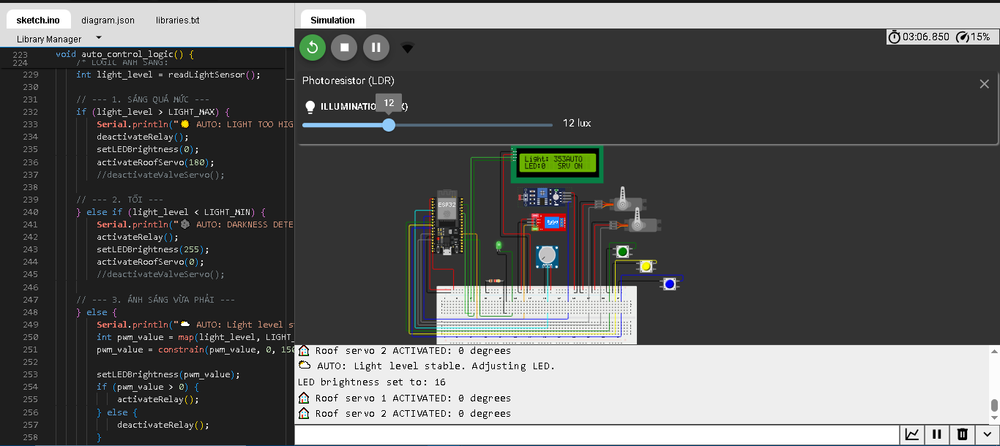 sketch.ino
diagram.json
libraries.txt
Library Manager
223 void auto_control_logic() {
224 /* LOGIC ÁNH SÁNG:
229 int light_level = readLightSensor();
230
231 // --- 1. SÁNG QUÁ MỨC ---
232 if (light_level > LIGHT_MAX) {
233 Serial.println("☀️ AUTO: LIGHT TOO HIG
234 deactivateRelay();
235 setLEDBrightness(0);
236 activateRoofServo(180);
237 //deactivateValveServo();
238
239 // --- 2. TỐI ---
240 } else if (light_level < LIGHT_MIN) {
241 Serial.println(" AUTO: DARKNESS DETE
242 activateRelay();
243 setLEDBrightness(255);
244 activateRoofServo(0);
245 //deactivateValveServo();
246
247 // --- 3. ÁNH SÁNG VỪA PHẢI ---
248 } else {
249 Serial.println("🌥 AUTO: Light level s
250 int pwm_value = map(light_level, LIGHT_
251 pwm_value = constrain(pwm_value, 0, 150
252
253 setLEDBrightness(pwm_value);
254 if (pwm_value > 0) {
255 activateRelay();
256 } else {
257 deactivateRelay();
258 }
Simulation
03:06.850 15%
Photoresistor (LDR)
12
ILLUMINATIO
12 lux
Light: 353AUTO
LED:0 SRV ON
ESP32
Relay
🏠 Roof servo 2 ACTIVATED: 0 degrees
🌥 AUTO: Light level stable. Adjusting LED.
LED brightness set to: 16
🏠 Roof servo 1 ACTIVATED: 0 degrees
🏠 Roof servo 2 ACTIVATED: 0 degrees